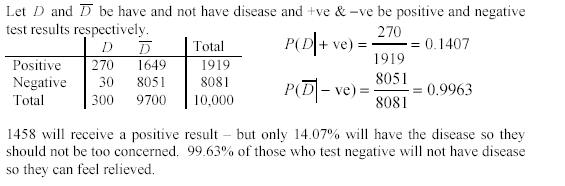 Let D and D̅ be have and not have disease and +ve & –ve be positive and negative
test results respectively.
D D̅ Total
Positive 270 1649 1919
Negative 30 8051 8081
Total 300 9700 10,000
P(D|+ ve) = 270/1919 = 0.1407
P(D̅|– ve) = 8051/8081 = 0.9963
1458 will receive a positive result – but only 14.07% will have the disease so they
should not be too concerned. 99.63% of those who test negative will not have disease
so they can feel relieved.